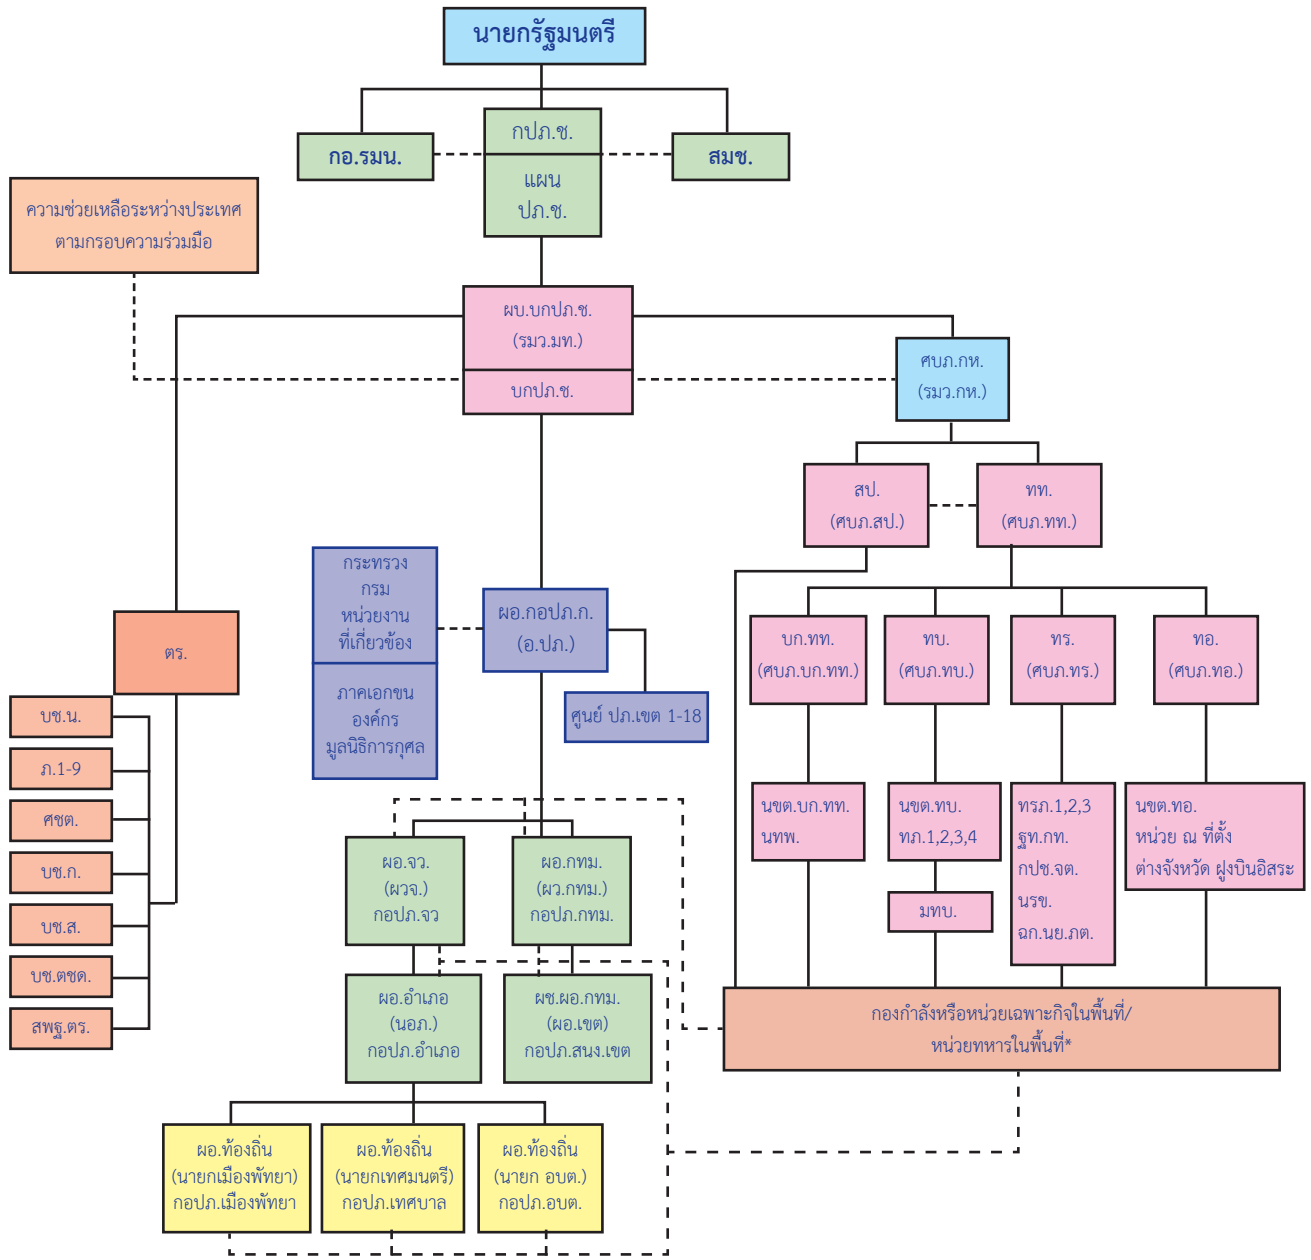 นายกรัฐมนตรี
กปภ.ช.
กอ.รมน.
สมช.
แผน
ปภ.ช.
ความช่วยเหลือระหว่างประเทศ
ตามกรอบความร่วมมือ
ผบ.บกปภ.ช.
(รมว.มท.)
บกปภ.ช.
ศบภ.กห.
(รมว.กห.)
สป.
(ศบภ.สป.)
ทท.
(ศบภ.ทท.)
กระทรวง
กรม
หน่วยงาน
ที่เกี่ยวข้อง
ภาคเอกขน
องค์กร
มูลนิธิการกุศล
ผอ.กอปภ.ก.
(อ.ปภ.)
ศูนย์ ปภ.เขต 1-18
ตร.
บช.น.
ภ.1-9
ศชต.
บช.ก.
บช.ส.
บช.ตชด.
สพฐ.ตร.
บก.ทท.
(ศบภ.บก.ทท.)
ทบ.
(ศบภ.ทบ.)
ทร.
(ศบภ.ทร.)
ทอ.
(ศบภ.ทอ.)
นขต.บก.ทท.
นทพ.
นขต.ทบ.
ทภ.1,2,3,4
มทบ.
ทรภ.1,2,3
ฐท.กท.
กปช.จต.
นรข.
ฉก.นย.ภต.
นขต.ทอ.
หน่วย ณ ที่ตั้ง
ต่างจังหวัด ฝูงบินอิสระ
ผอ.จว.
(ผวจ.)
กอปภ.จว
ผอ.กทม.
(ผว.กทม.)
กอปภ.กทม.
ผอ.อำเภอ
(นอภ.)
กอปภ.อำเภอ
ผช.ผอ.กทม.
(ผอ.เขต)
กอปภ.สนง.เขต
กองกำลังหรือหน่วยเฉพาะกิจในพื้นที่/
หน่วยทหารในพื้นที่*
ผอ.ท้องถิ่น
(นายกเมืองพัทยา)
กอปภ.เมืองพัทยา
ผอ.ท้องถิ่น
(นายกเทศมนตรี)
กอปภ.เทศบาล
ผอ.ท้องถิ่น
(นายก อบต.)
กอปภ.อบต.